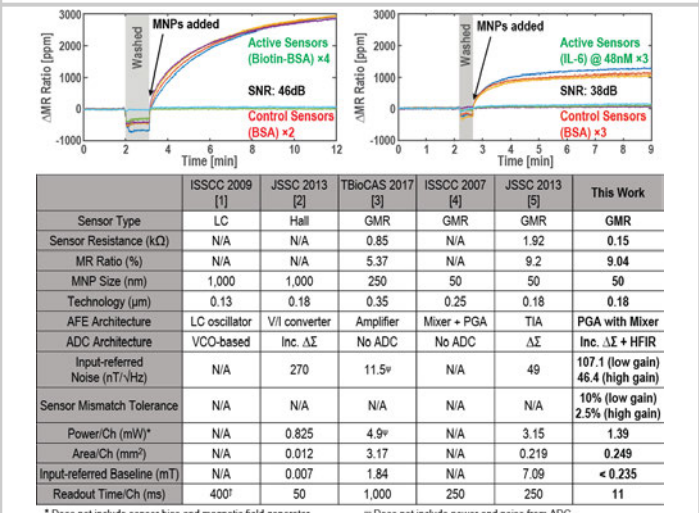 3000
2000
1000
0
-1000
ΔMR Ratio [ppm]
Washed
MNPs added
Active Sensors
(Biotin-BSA) ×4
SNR: 46dB
Control Sensors
(BSA) ×2
2 4 6 8 10 12
Time [min]
3000
2000
1000
0
-1000
ΔMR Ratio [ppm]
Washed
MNPs added
Active Sensors
(IL-6) @ 48nM ×3
SNR: 38dB
Control Sensors
(BSA) ×3
0 1 2 3 4 5 6 7 8 9
Time [min]
ISSCC 2009 [1] JSSC 2013 [2] TBioCAS 2017 [3] ISSCC 2007 [4] JSSC 2013 [5] This Work
Sensor Type LC Hall GMR GMR GMR GMR
Sensor Resistance (kΩ) N/A N/A 0.85 N/A 1.92 0.15
MR Ratio (%) N/A N/A 5.37 N/A 9.2 9.04
MNP Size (nm) 1,000 1,000 250 50 50 50
Technology (μm) 0.13 0.18 0.35 0.25 0.18 0.18
AFE Architecture LC oscillator V/I converter Amplifier Mixer + PGA TIA PGA with Mixer
ADC Architecture VCO-based Inc. ΔΣ No ADC No ADC ΔΣ Inc. ΔΣ + HFIR
Input-referred Noise (nT/√Hz) N/A 270 11.5ᵠ N/A 49 107.1 (low gain) 46.4 (high gain)
Sensor Mismatch Tolerance N/A N/A N/A N/A N/A 10% (low gain) 2.5% (high gain)
Power/Ch (mW)* N/A 0.825 4.9ᵠ N/A 3.15 1.39
Area/Ch (mm²) N/A 0.012 3.17 N/A 0.219 0.249
Input-referred Baseline (mT) N/A 0.007 1.84 N/A 7.09 < 0.235
Readout Time/Ch (ms) 400† 50 1,000 250 250 11